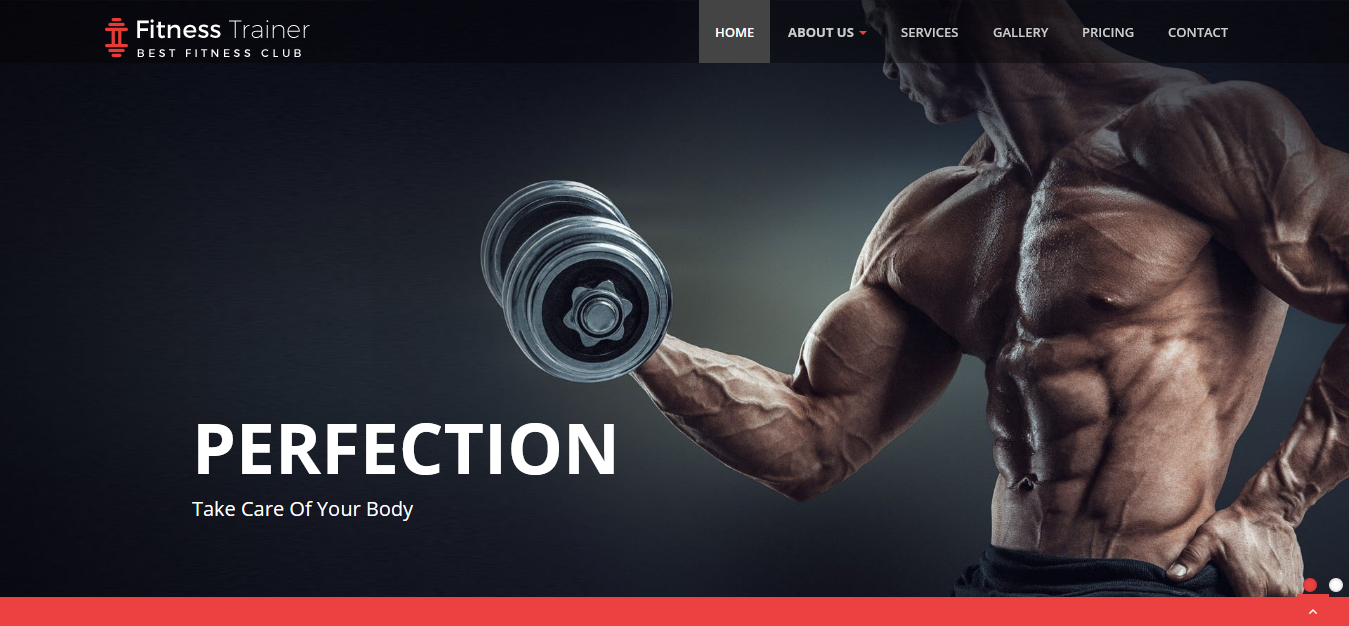 Fitness Trainer
BEST FITNESS CLUB
HOME ABOUT US SERVICES GALLERY PRICING CONTACT
PERFECTION
Take Care Of Your Body